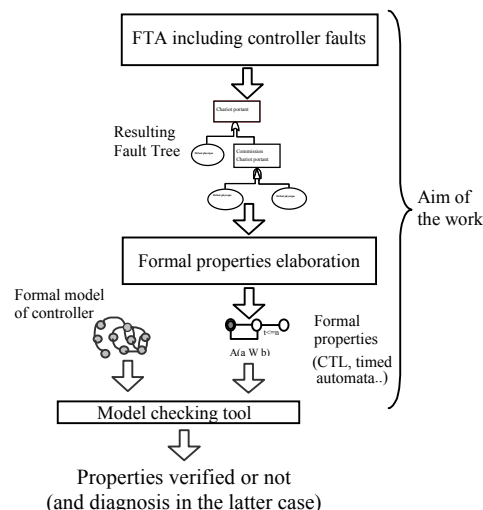 FTA including controller faults
Chariot portant
Resulting
Fault Tree
Commission
Chariot portant
Aim of
the work
Formal properties elaboration
Formal model
of controller
t<=n
A(a W b)
Formal
properties
(CTL, timed
automata..)
Model checking tool
Properties verified or not
(and diagnosis in the latter case)